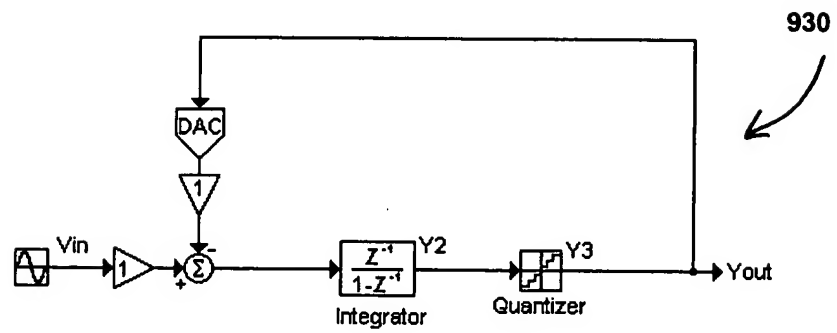 930
DAC
1
Vin
1
Σ
+
-
Z⁻¹
1-Z⁻¹
Integrator
Y2
Quantizer
Y3
Yout